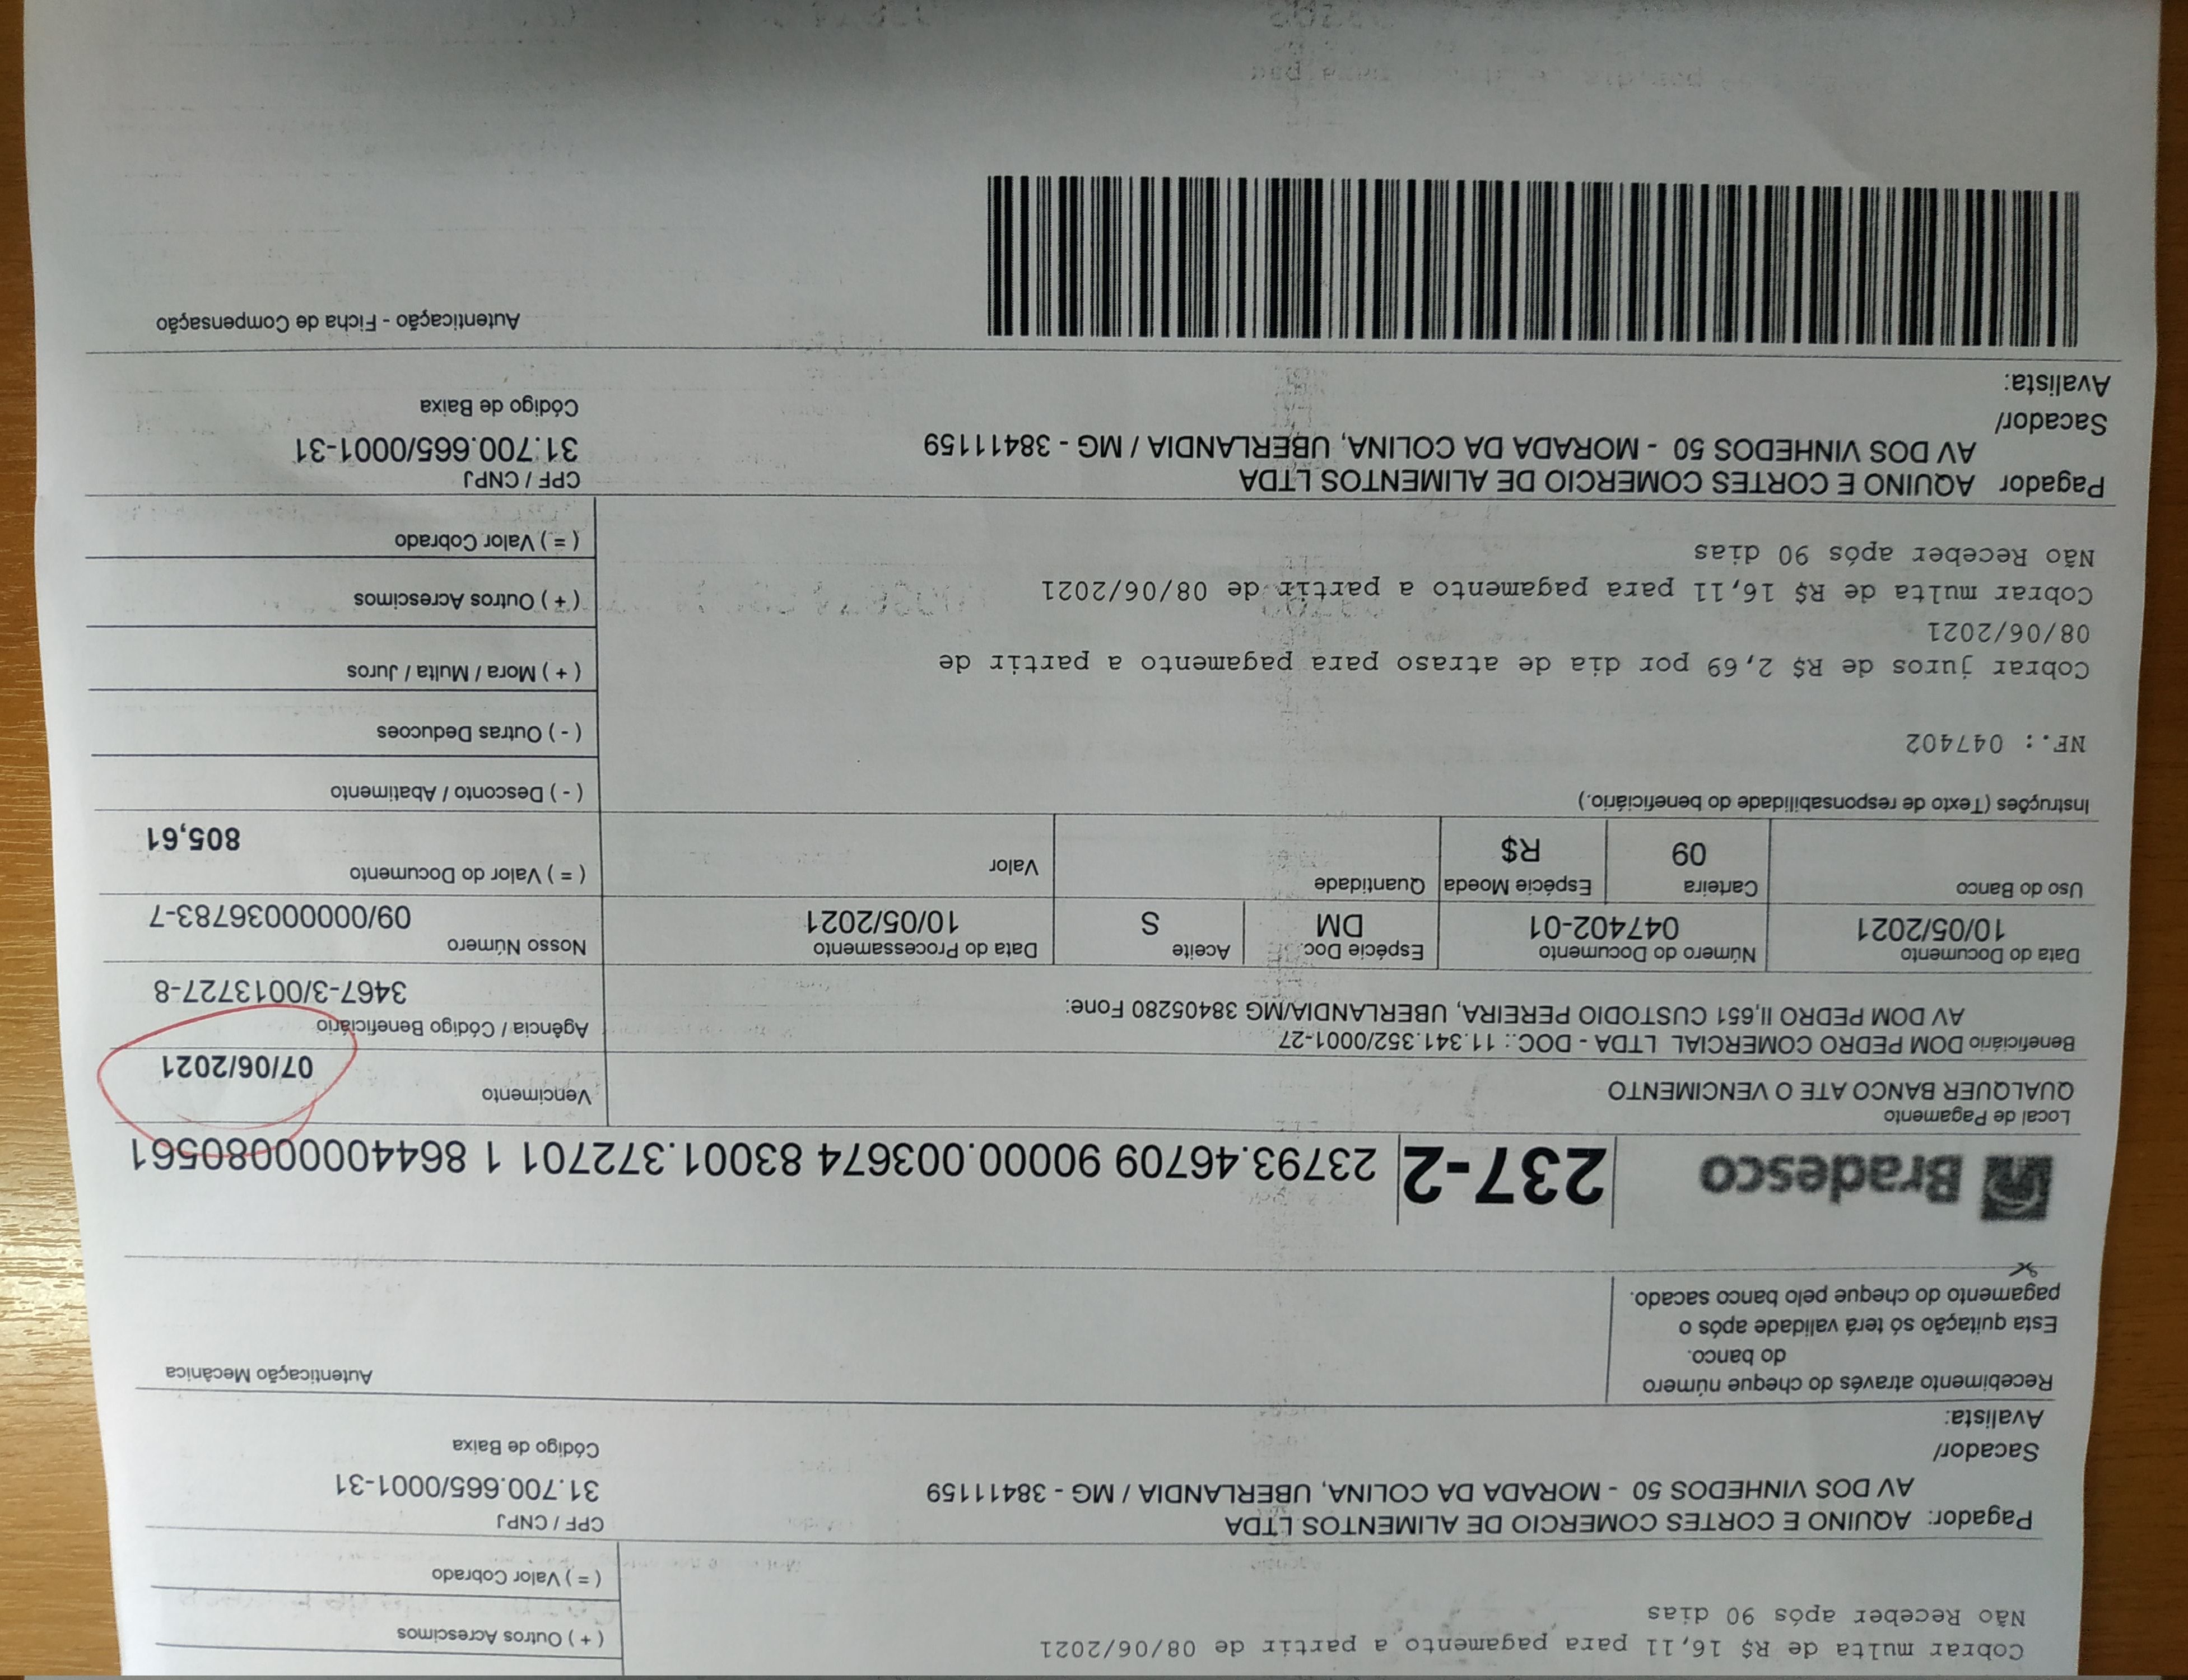 Cobrar multa de R$ 16,11 para pagamento a partir de 08/06/2021
Não Receber após 90 dias
( + ) Outros Acrescimos
( = ) Valor Cobrado
Pagador: AQUINO E CORTES COMERCIO DE ALIMENTOS LTDA
AV DOS VINHEDOS 50 - MORADA DA COLINA, UBERLANDIA / MG - 38411159
CPF / CNPJ
31.700.665/0001-31
Sacador/
Avalista:
Código de Baixa
Recebimento através do cheque número
do banco.
Esta quitação só terá validade após o
pagamento do cheque pelo banco sacado.
Autenticação Mecânica
Bradesco 237-2 23793.46709 90000.003674 83001.372701 1 86440000080561
Local de Pagamento
QUALQUER BANCO ATE O VENCIMENTO
Vencimento
07/06/2021
Beneficiário DOM PEDRO COMERCIAL LTDA - DOC.: 11.341.352/0001-27
AV DOM PEDRO II,651 CUSTODIO PEREIRA, UBERLANDIA/MG 38405280 Fone:
Agência / Código Beneficiário
3467-3/0013727-8
Data do Documento
10/05/2021
Número do Documento
047402-01
Espécie Doc.
DM
Aceite
S
Data do Processamento
10/05/2021
Nosso Número
09/00000036783-7
Uso do Banco
Carteira
09
Espécie Moeda
R$
Quantidade
Valor
( = ) Valor do Documento
805,61
Instruções (Texto de responsabilidade do beneficiário.)
NF.: 047402
Cobrar juros de R$ 2,69 por dia de atraso para pagamento a partir de
08/06/2021
Cobrar multa de R$ 16,11 para pagamento a partir de 08/06/2021
Não Receber após 90 dias
( - ) Desconto / Abatimento
( - ) Outras Deducoes
( + ) Mora / Multa / Juros
( + ) Outros Acrescimos
( = ) Valor Cobrado
Pagador AQUINO E CORTES COMERCIO DE ALIMENTOS LTDA
AV DOS VINHEDOS 50 - MORADA DA COLINA, UBERLANDIA / MG - 38411159
CPF / CNPJ
31.700.665/0001-31
Sacador/
Avalista:
Código de Baixa
Autenticação - Ficha de Compensação